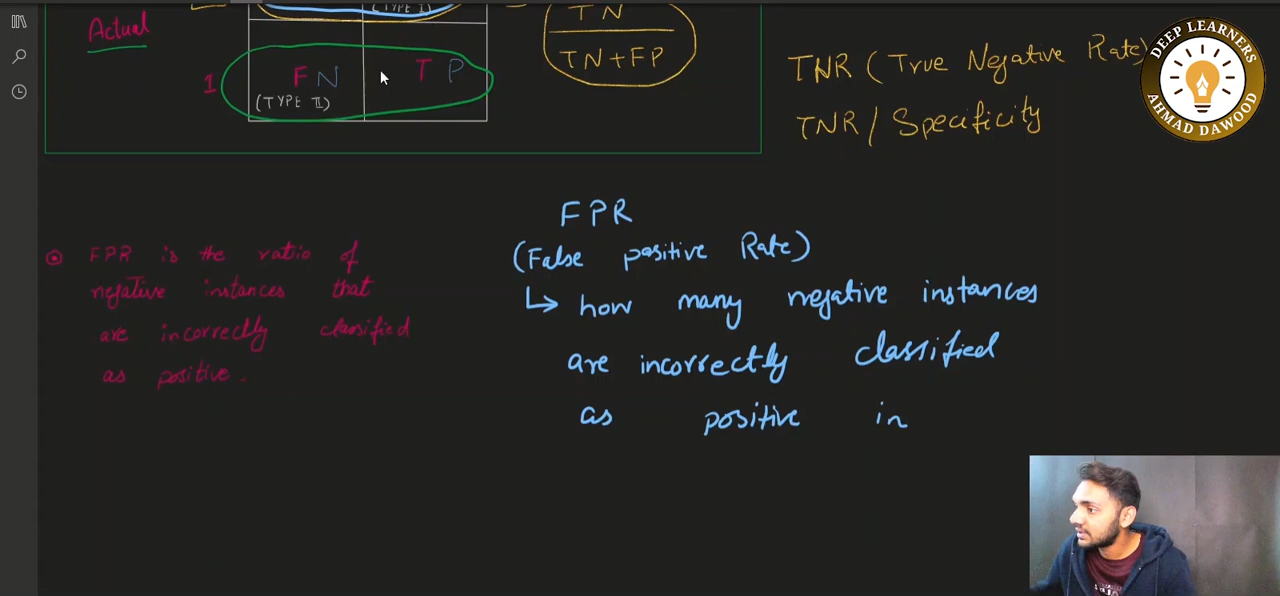 (TYPE I)
Actual
TN
TN+FP
TNR (True Negative Rate)
1
FN
TP
(TYPE II)
TNR / Specificity
DEEP LEARNERS
AHMAD DAWOOD
FPR is the ratio of
negative instances that
are incorrectly classified
as positive.
FPR
(False positive Rate)
↳ how many negative instances
are incorrectly classified
as positive in